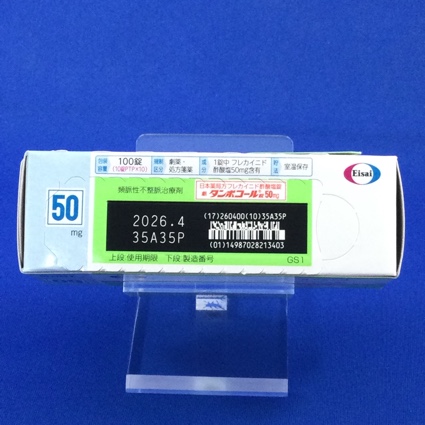 包装容量 100錠 (10錠PTP×10)
規制区分 劇薬・処方箋薬
成分 1錠中 フレカイニド酢酸塩50mg含有
貯法 室温保存
Eisai
頻脈性不整脈治療剤
日本薬局方フレカイニド酢酸塩錠
タンボコール®錠50mg
50
mg
2026.4
35A35P
(17)260400(10)35A35P
(01)14987028213403
上段:使用期限 下段:製造番号
GS1